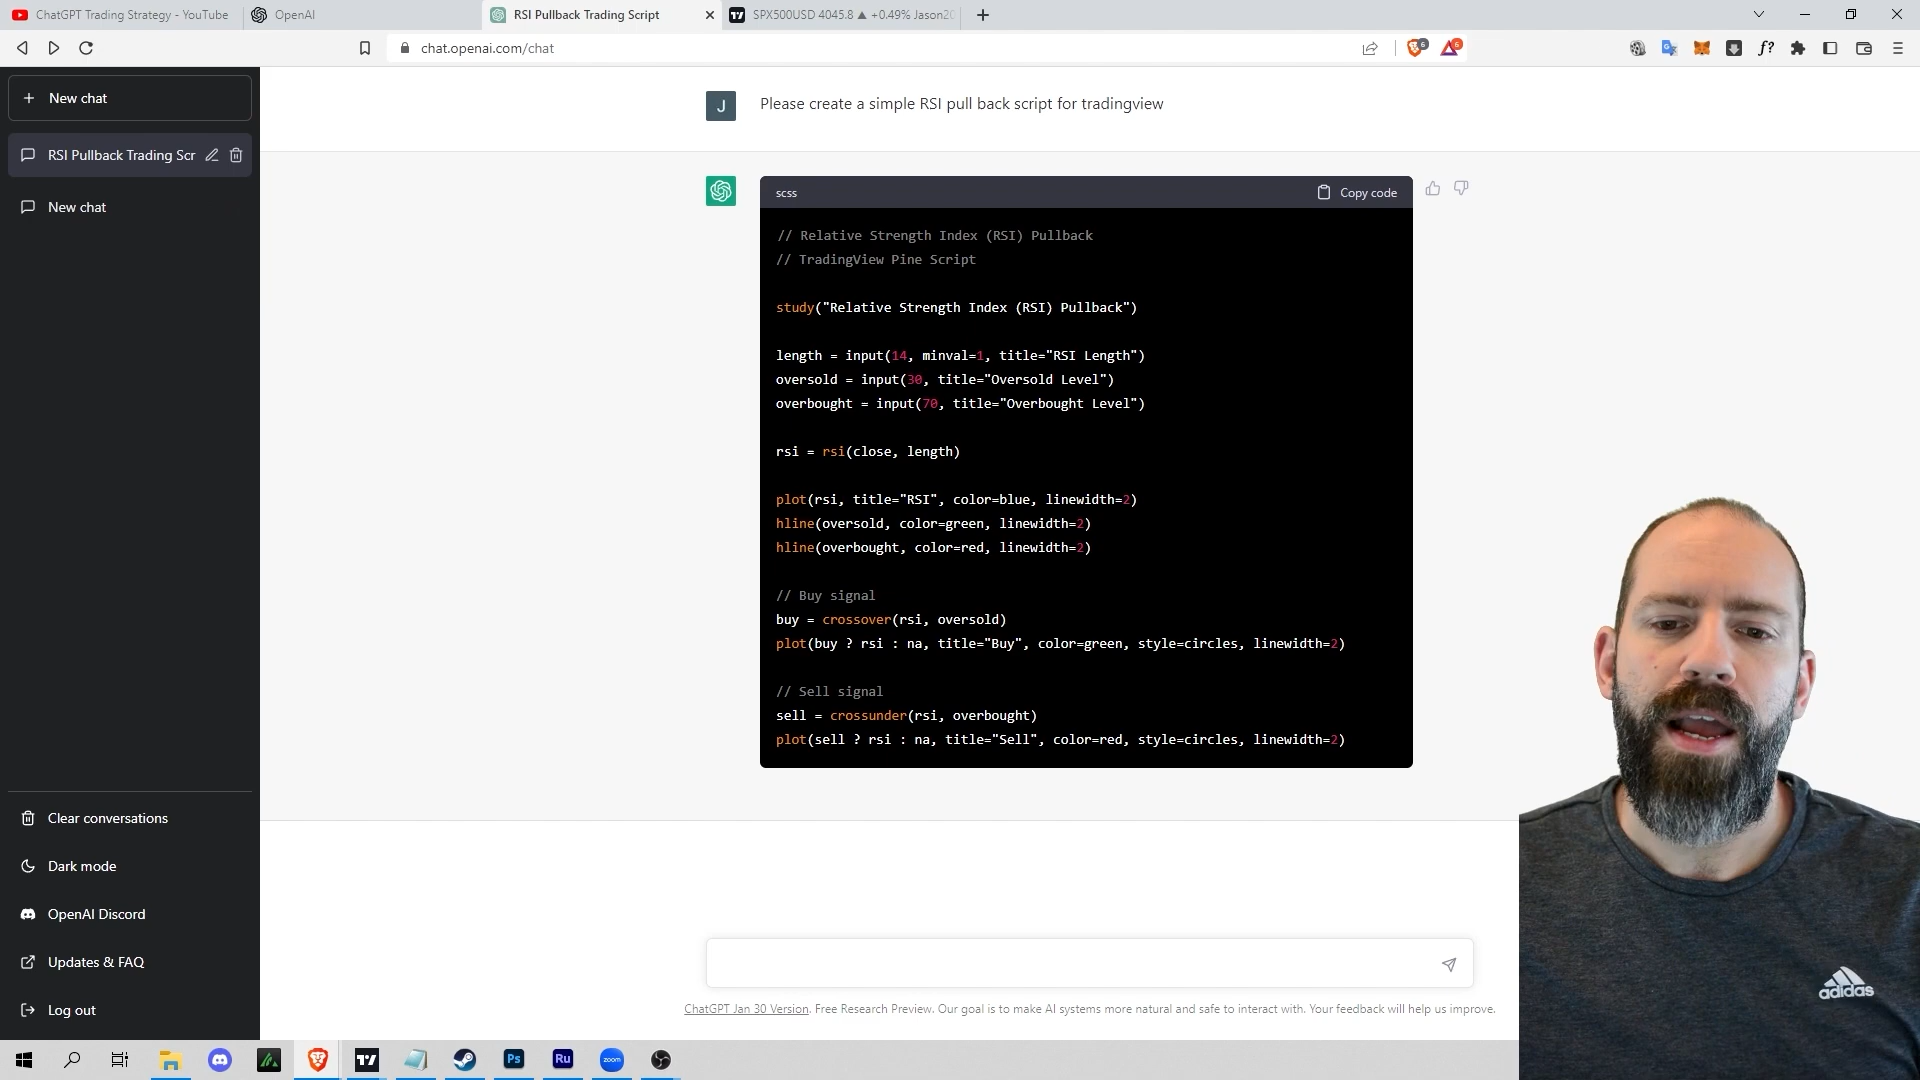 ChatGPT Trading Strategy - YouTube
OpenAI
RSI Pullback Trading Script
SPX500USD 4045.8 ▲ +0.49% Jason20
chat.openai.com/chat
6
6
f?
New chat
RSI Pullback Trading Scr
New chat
J
Please create a simple RSI pull back script for tradingview
scss
Copy code
// Relative Strength Index (RSI) Pullback
// TradingView Pine Script
study("Relative Strength Index (RSI) Pullback")
length = input(14, minval=1, title="RSI Length")
oversold = input(30, title="Oversold Level")
overbought = input(70, title="Overbought Level")
rsi = rsi(close, length)
plot(rsi, title="RSI", color=blue, linewidth=2)
hline(oversold, color=green, linewidth=2)
hline(overbought, color=red, linewidth=2)
// Buy signal
buy = crossover(rsi, oversold)
plot(buy ? rsi : na, title="Buy", color=green, style=circles, linewidth=2)
// Sell signal
sell = crossunder(rsi, overbought)
plot(sell ? rsi : na, title="Sell", color=red, style=circles, linewidth=2)
Clear conversations
Dark mode
OpenAI Discord
Updates & FAQ
Log out
ChatGPT Jan 30 Version. Free Research Preview. Our goal is to make AI systems more natural and safe to interact with. Your feedback will help us improve.
adidas
Ps
Ru
zoom